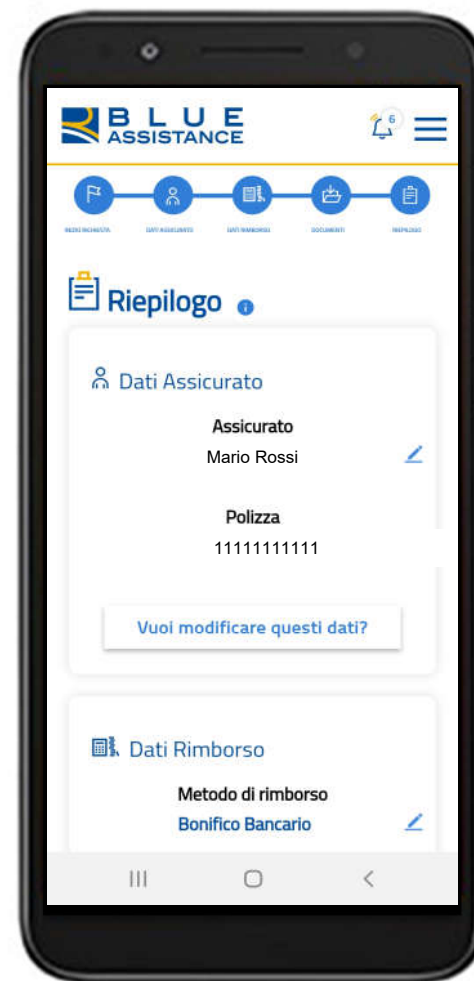 BLUE
ASSISTANCE
6
INIZIO RICHIESTA DATI ASSICURATO DATI RIMBORSO DOCUMENTI RIEPILOGO
Riepilogo
Dati Assicurato
Assicurato
Mario Rossi
Polizza
11111111111
Vuoi modificare questi dati?
Dati Rimborso
Metodo di rimborso
Bonifico Bancario